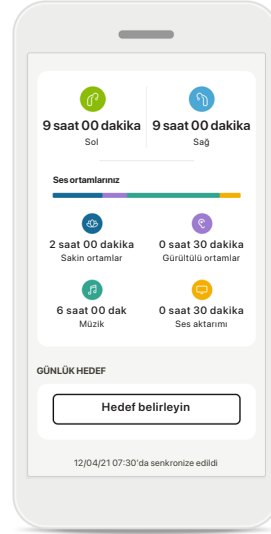 9 saat 00 dakika 9 saat 00 dakika
Sol Sağ
Ses ortamlarınız
2 saat 00 dakika 0 saat 30 dakika
Sakin ortamlar Gürültülü ortamlar
6 saat 00 dak 0 saat 30 dakika
Müzik Ses aktarımı
GÜNLÜK HEDEF
Hedef belirleyin
12/04/21 07:30'da senkronize edildi